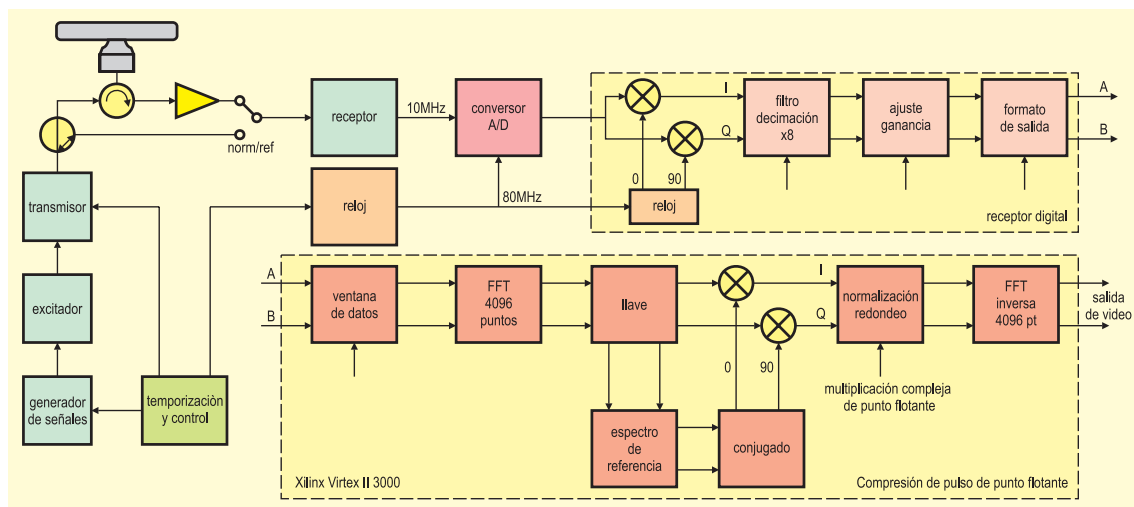 norm/ref
receptor
10MHz
conversor
A/D
I
Q
0
90
reloj
filtro
decimación
x8
ajuste
ganancia
formato
de salida
A
B
receptor digital
transmisor
reloj
80MHz
excitador
generador
de señales
temporizaciòn
y control
A
B
ventana
de datos
FFT
4096
puntos
llave
I
Q
0
90
normalización
redondeo
FFT
inversa
4096 pt
salida
de video
multiplicación compleja
de punto flotante
espectro
de
referencia
conjugado
Xilinx Virtex II 3000
Compresión de pulso de punto flotante